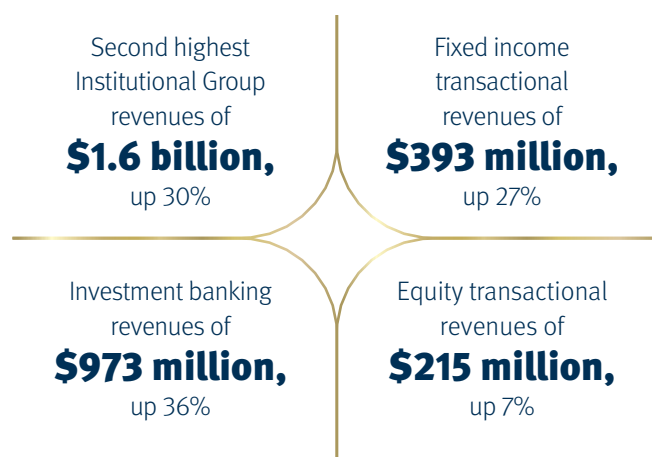 Second highest
Institutional Group
revenues of
$1.6 billion,
up 30%
Fixed income
transactional
revenues of
$393 million,
up 27%
Investment banking
revenues of
$973 million,
up 36%
Equity transactional
revenues of
$215 million,
up 7%